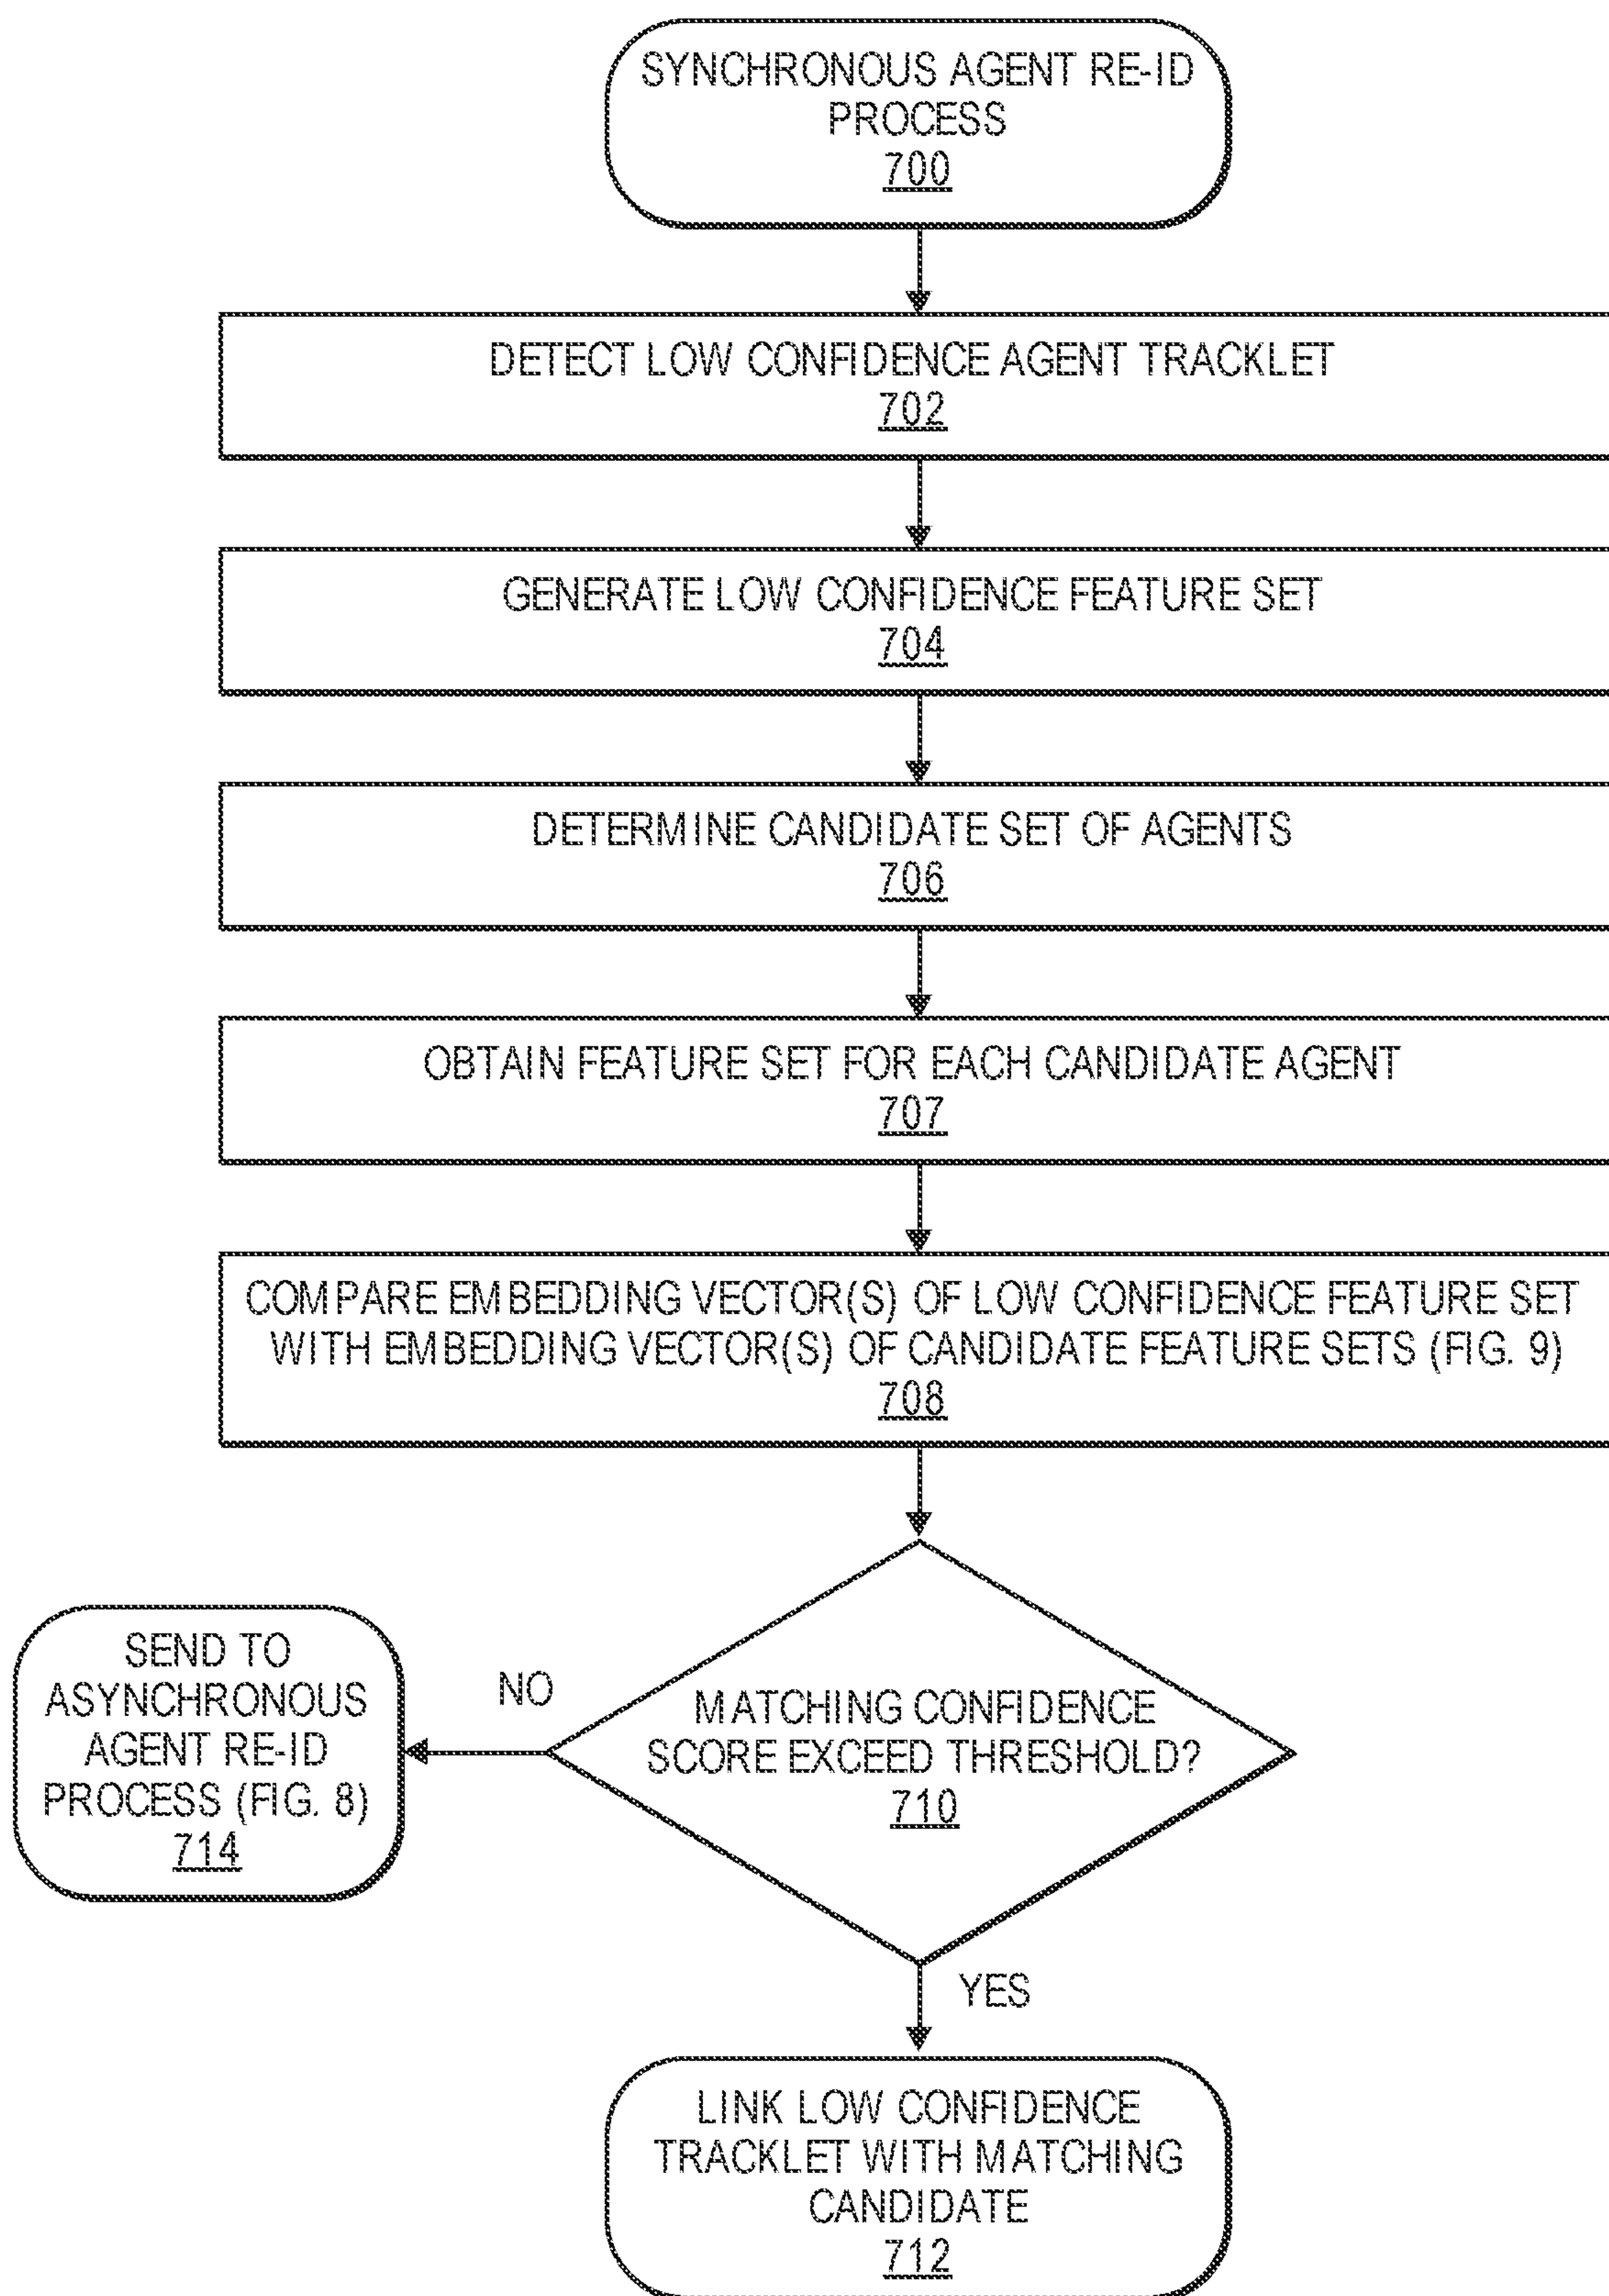 SYNCHRONOUS AGENT RE-ID
PROCESS
700
DETECT LOW CONFIDENCE AGENT TRACKLET
702
GENERATE LOW CONFIDENCE FEATURE SET
704
DETERMINE CANDIDATE SET OF AGENTS
706
OBTAIN FEATURE SET FOR EACH CANDIDATE AGENT
707
COMPARE EMBEDDING VECTOR(S) OF LOW CONFIDENCE FEATURE SET
WITH EMBEDDING VECTOR(S) OF CANDIDATE FEATURE SETS (FIG. 9)
708
MATCHING CONFIDENCE
SCORE EXCEED THRESHOLD?
710
NO
SEND TO
ASYNCHRONOUS
AGENT RE-ID
PROCESS (FIG. 8)
714
YES
LINK LOW CONFIDENCE
TRACKLET WITH MATCHING
CANDIDATE
712